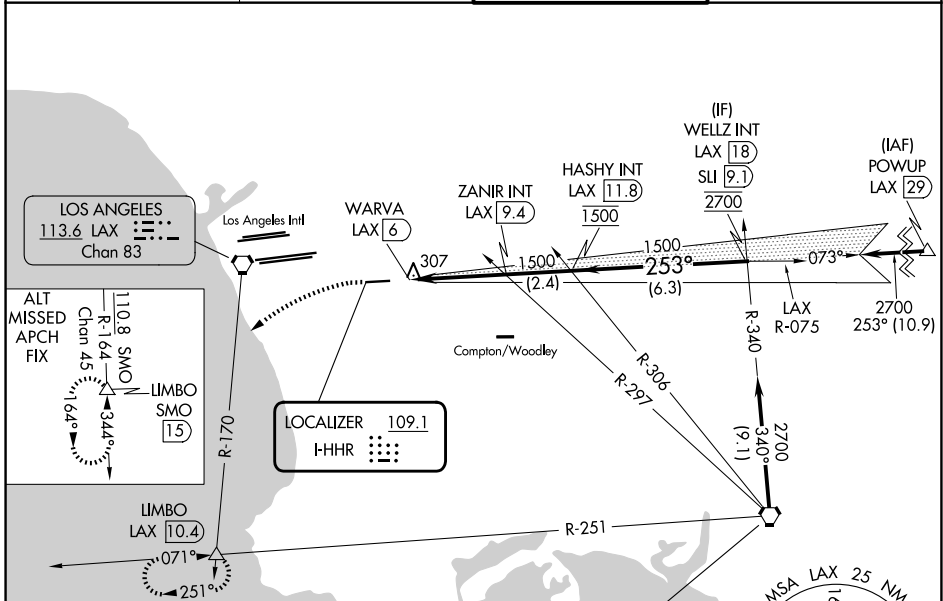 (IF)
WELLZ INT
LAX 18
SLI 9.1
2700
(IAF)
POWUP
LAX 29
HASHY INT
LAX 11.8
1500
ZANIR INT
LAX 9.4
WARVA
LAX 6
LOS ANGELES
113.6 LAX
Chan 83
Los Angeles Intl
307
1500
1500
253°
073°
(2.4)
(6.3)
LAX
R-075
2700
253° (10.9)
ALT
MISSED
APCH
FIX
110.8 SMO
R-164
Chan 45
LIMBO
SMO
15
164°
344°
Compton/Woodley
R-340
R-306
R-297
R-170
LOCALIZER 109.1
I-HHR
2700
340°
(9.1)
LIMBO
LAX 10.4
R-251
071°
251°
MSA LAX 25 NM